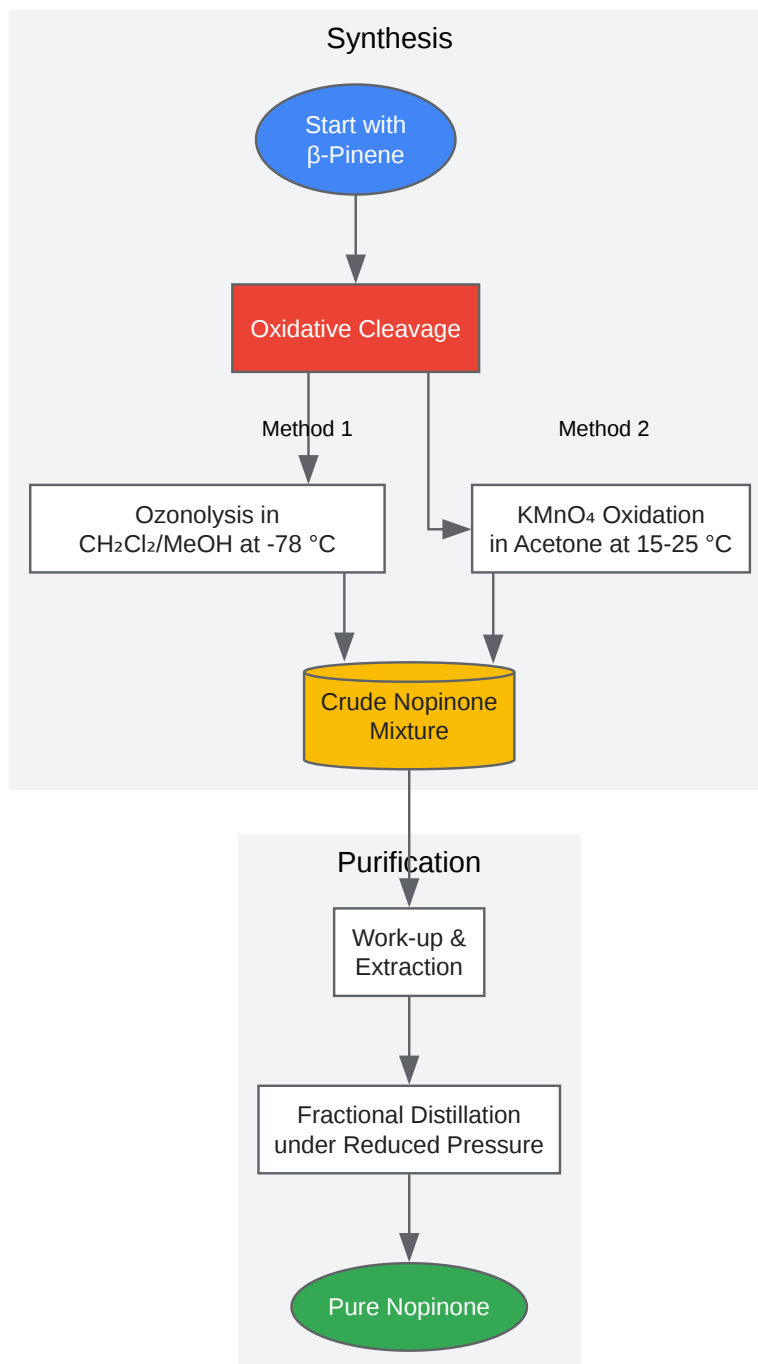 Synthesis
Start with
β-Pinene
Oxidative Cleavage
Method 1
Method 2
Ozonolysis in
CH₂Cl₂/MeOH at -78 °C
KMnO₄ Oxidation
in Acetone at 15-25 °C
Crude Nopinone
Mixture
Purification
Work-up &
Extraction
Fractional Distillation
under Reduced Pressure
Pure Nopinone